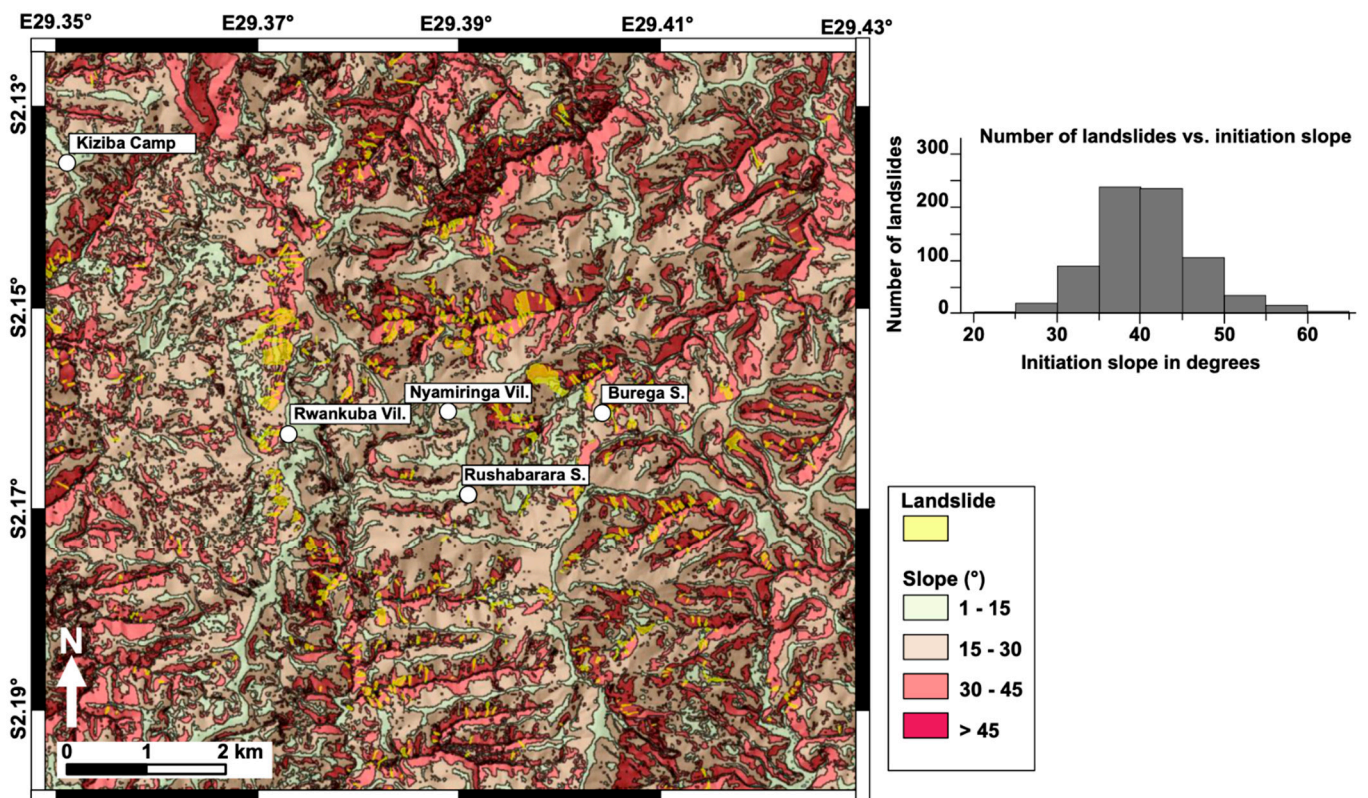 E29.35° E29.37° E29.39° E29.41° E29.43°
S2.13°
S2.15°
S2.17°
S2.19°
Kiziba Camp
Nyamiringa Vil.
Burega S.
Rwankuba Vil.
Rushabarara S.
N
0 1 2 km
Number of landslides vs. initiation slope
Number of landslides
300
200
100
0
20 30 40 50 60 20
Initiation slope in degrees
Landslide
Slope (°)
1 - 15
15 - 30
30 - 45
> 45